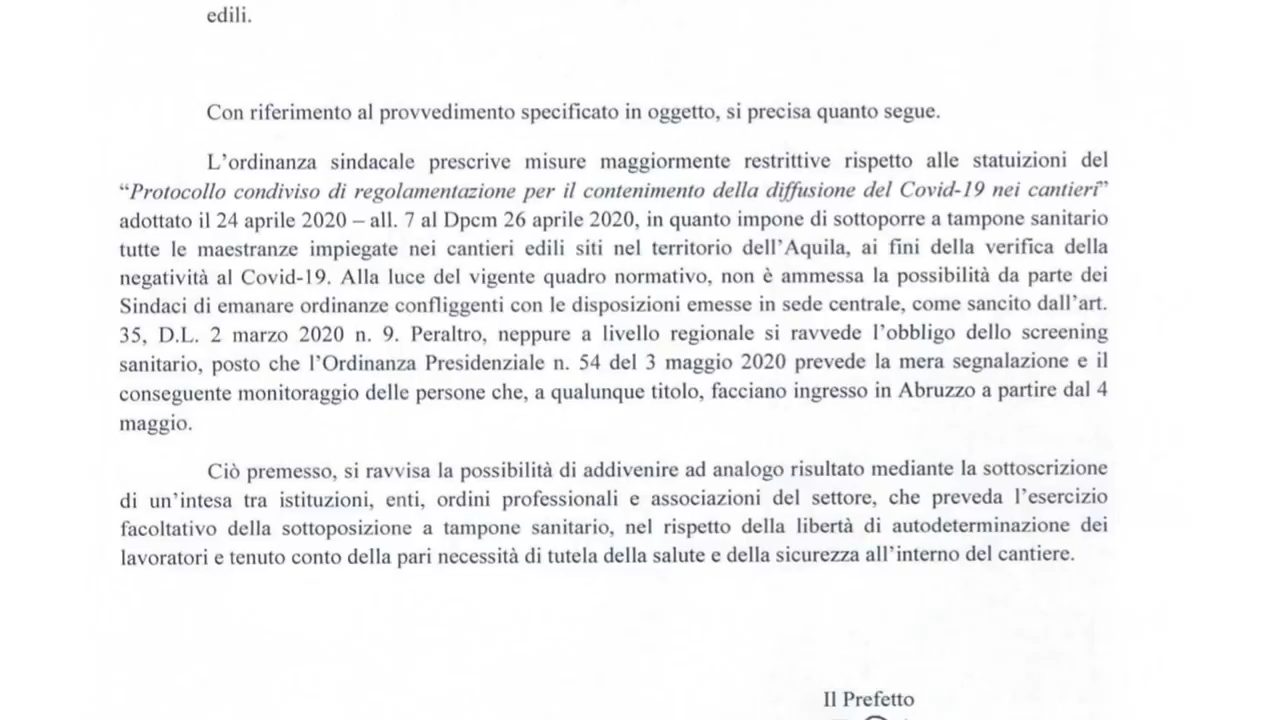 edili.
Con riferimento al provvedimento specificato in oggetto, si precisa quanto segue.
L'ordinanza sindacale prescrive misure maggiormente restrittive rispetto alle statuizioni del
“Protocollo condiviso di regolamentazione per il contenimento della diffusione del Covid-19 nei cantieri”
adottato il 24 aprile 2020 – all. 7 al Dpcm 26 aprile 2020, in quanto impone di sottoporre a tampone sanitario
tutte le maestranze impiegate nei cantieri edili siti nel territorio dell'Aquila, ai fini della verifica della
negatività al Covid-19. Alla luce del vigente quadro normativo, non è ammessa la possibilità da parte dei
Sindaci di emanare ordinanze confliggenti con le disposizioni emesse in sede centrale, come sancito dall'art.
35, D.L. 2 marzo 2020 n. 9. Peraltro, neppure a livello regionale si ravvede l'obbligo dello screening
sanitario, posto che l'Ordinanza Presidenziale n. 54 del 3 maggio 2020 prevede la mera segnalazione e il
conseguente monitoraggio delle persone che, a qualunque titolo, facciano ingresso in Abruzzo a partire dal 4
maggio.
Ciò premesso, si ravvisa la possibilità di addivenire ad analogo risultato mediante la sottoscrizione
di un'intesa tra istituzioni, enti, ordini professionali e associazioni del settore, che preveda l'esercizio
facoltativo della sottoposizione a tampone sanitario, nel rispetto della libertà di autodeterminazione dei
lavoratori e tenuto conto della pari necessità di tutela della salute e della sicurezza all'interno del cantiere.
Il Prefetto